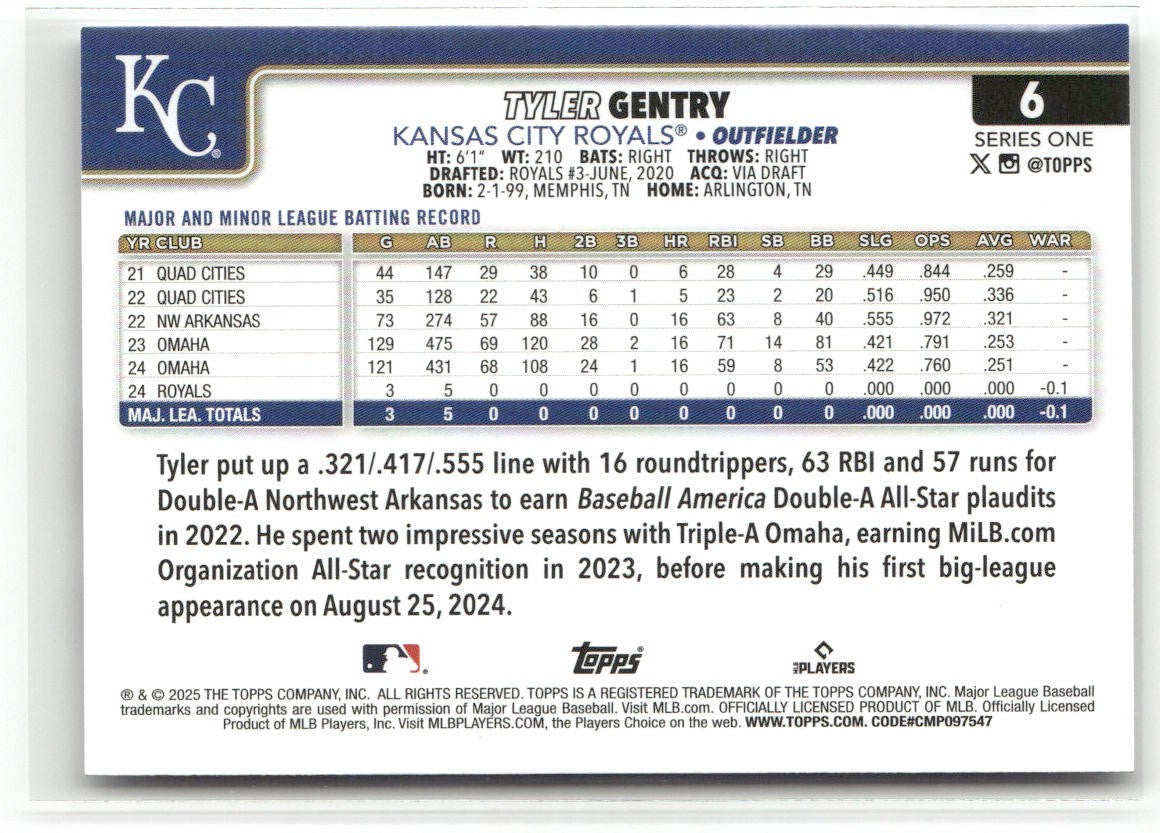 KC
6
TYLER GENTRY
KANSAS CITY ROYALS® • OUTFIELDER
SERIES ONE
HT: 6'1" WT: 210 BATS: RIGHT THROWS: RIGHT
X @TOPPS
DRAFTED: ROYALS #3-JUNE, 2020 ACQ: VIA DRAFT
BORN: 2-1-99, MEMPHIS, TN HOME: ARLINGTON, TN
MAJOR AND MINOR LEAGUE BATTING RECORD
YR CLUB G AB R H 2B 3B HR RBI SB BB SLG OPS AVG WAR
21 QUAD CITIES 44 147 29 38 10 0 6 28 4 29 .449 .844 .259 -
22 QUAD CITIES 35 128 22 43 6 1 5 23 2 20 .516 .950 .336 -
22 NW ARKANSAS 73 274 57 88 16 0 16 63 8 40 .555 .972 .321 -
23 OMAHA 129 475 69 120 28 2 16 71 14 81 .421 .791 .253 -
24 OMAHA 121 431 68 108 24 1 16 59 8 53 .422 .760 .251 -
24 ROYALS 3 5 0 0 0 0 0 0 0 0 .000 .000 .000 -0.1
MAJ. LEA. TOTALS 3 5 0 0 0 0 0 0 0 0 .000 .000 .000 -0.1
Tyler put up a .321/.417/.555 line with 16 roundtrippers, 63 RBI and 57 runs for
Double-A Northwest Arkansas to earn Baseball America Double-A All-Star plaudits
in 2022. He spent two impressive seasons with Triple-A Omaha, earning MiLB.com
Organization All-Star recognition in 2023, before making his first big-league
appearance on August 25, 2024.
Topps®
MLB PLAYERS
® & © 2025 THE TOPPS COMPANY, INC. ALL RIGHTS RESERVED. TOPPS IS A REGISTERED TRADEMARK OF THE TOPPS COMPANY, INC. Major League Baseball
trademarks and copyrights are used with permission of Major League Baseball. Visit MLB.com. OFFICIALLY LICENSED PRODUCT OF MLB. Officially Licensed
Product of MLB Players, Inc. Visit MLBPLAYERS.COM, the Players Choice on the web. WWW.TOPPS.COM. CODE#CMP097547